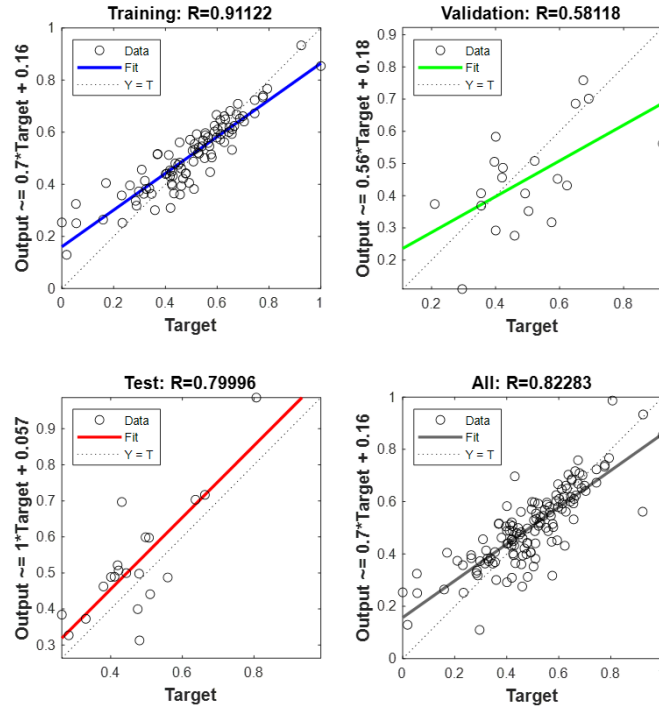 Training: R=0.91122
Output ~= 0.7*Target + 0.16
1
0.8
0.6
0.4
0.2
0
Data
Fit
Y = T
0 0.2 0.4 0.6 0.8 1
Target
Validation: R=0.58118
Output ~= 0.56*Target + 0.18
0.9
0.8
0.7
0.6
0.5
0.4
0.3
0.2
Data
Fit
Y = T
0.2 0.4 0.6 0.8
Target
Test: R=0.79996
Output ~= 1*Target + 0.057
0.9
0.8
0.7
0.6
0.5
0.4
0.3
Data
Fit
Y = T
0.4 0.6 0.8
Target
All: R=0.82283
Output ~= 0.7*Target + 0.16
1
0.8
0.6
0.4
0.2
0
Data
Fit
Y = T
0 0.2 0.4 0.6 0.8
Target